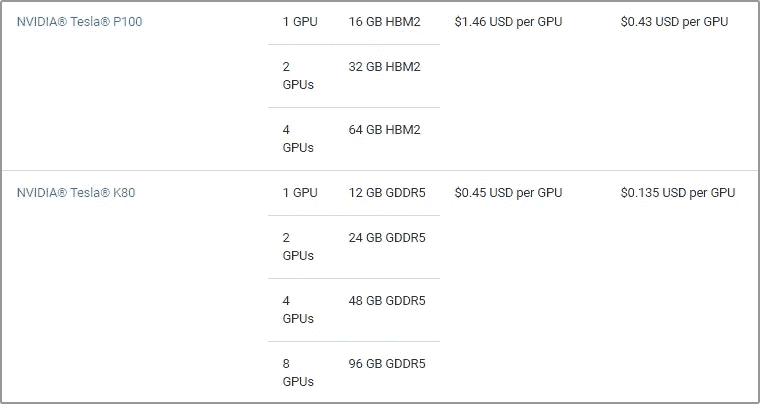 NVIDIA® Tesla® P100 1 GPU 16 GB HBM2 $1.46 USD per GPU $0.43 USD per GPU
2 32 GB HBM2
GPUs
4 64 GB HBM2
GPUs
NVIDIA® Tesla® K80 1 GPU 12 GB GDDR5 $0.45 USD per GPU $0.135 USD per GPU
2 24 GB GDDR5
GPUs
4 48 GB GDDR5
GPUs
8 96 GB GDDR5
GPUs